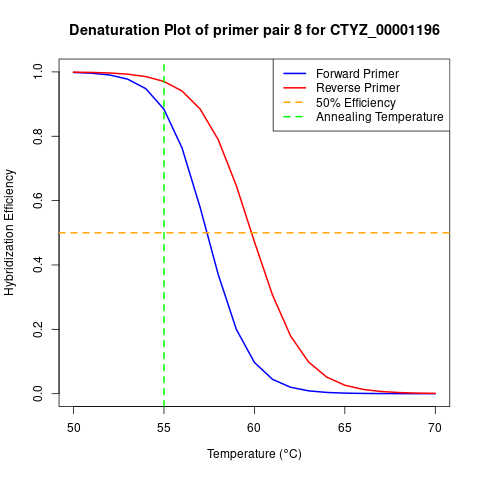 Denaturation Plot of primer pair 8 for CTYZ_00001196
Forward Primer
Reverse Primer
50% Efficiency
Annealing Temperature
Hybridization Efficiency
1.0
0.8
0.6
0.4
0.2
0.0
50 55 60 65 70
Temperature (°C)